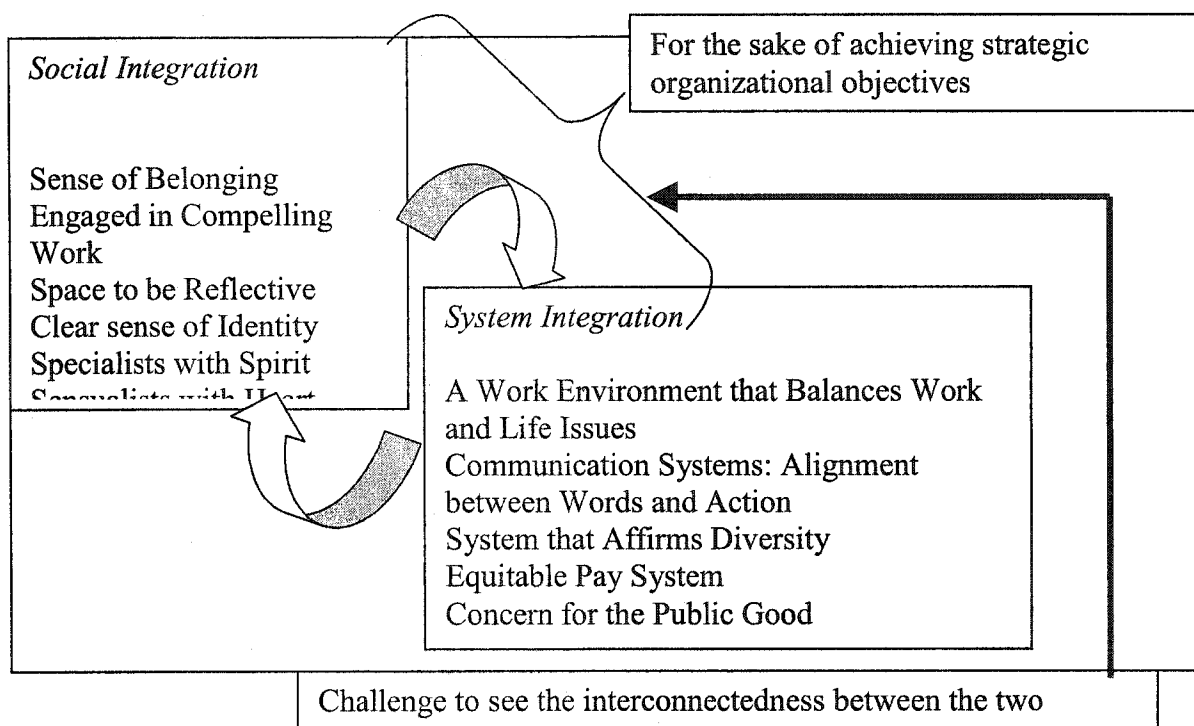 Social Integration
Sense of Belonging
Engaged in Compelling
Work
Space to be Reflective
Clear sense of Identity
Specialists with Spirit
Sensualists with Heart
For the sake of achieving strategic
organizational objectives
System Integration
A Work Environment that Balances Work
and Life Issues
Communication Systems: Alignment
between Words and Action
System that Affirms Diversity
Equitable Pay System
Concern for the Public Good
Challenge to see the interconnectedness between the two